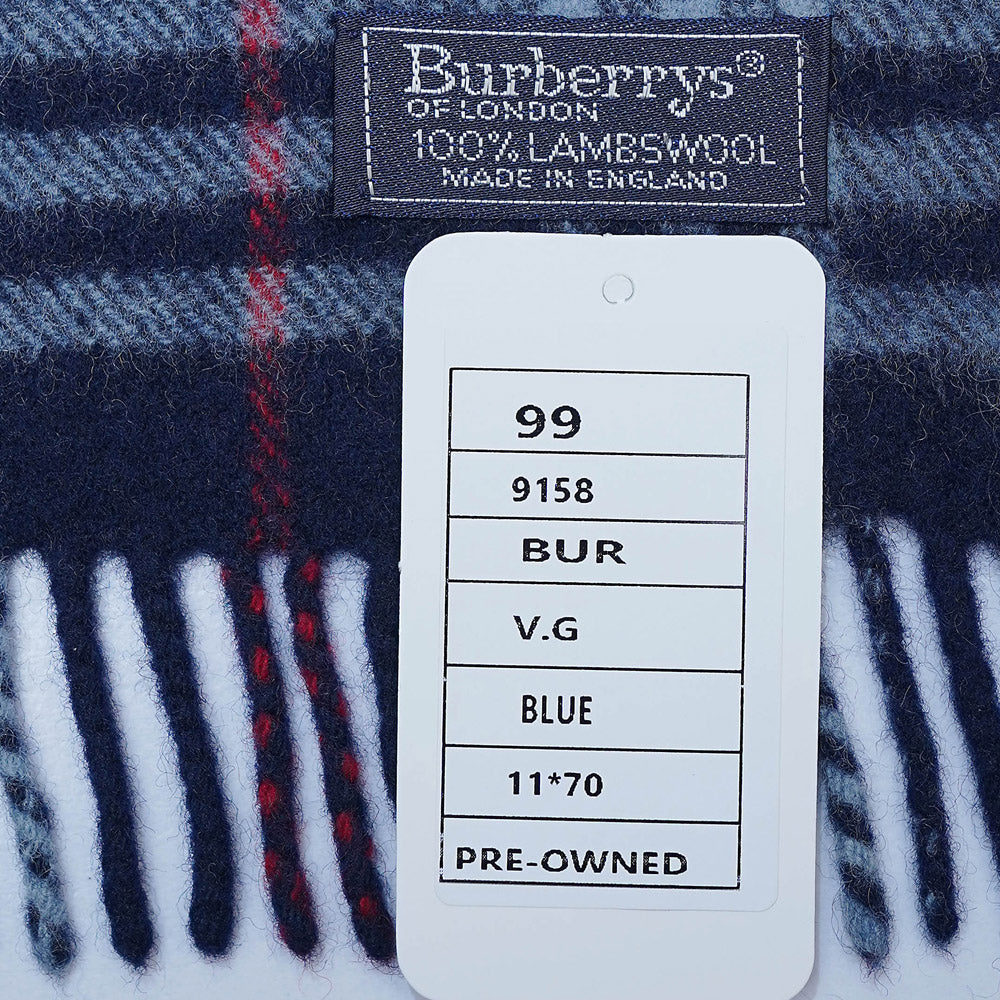 Burberrys®
OF LONDON
100% LAMBSWOOL
MADE IN ENGLAND
99
9158
BUR
V.G
BLUE
11*70
PRE-OWNED